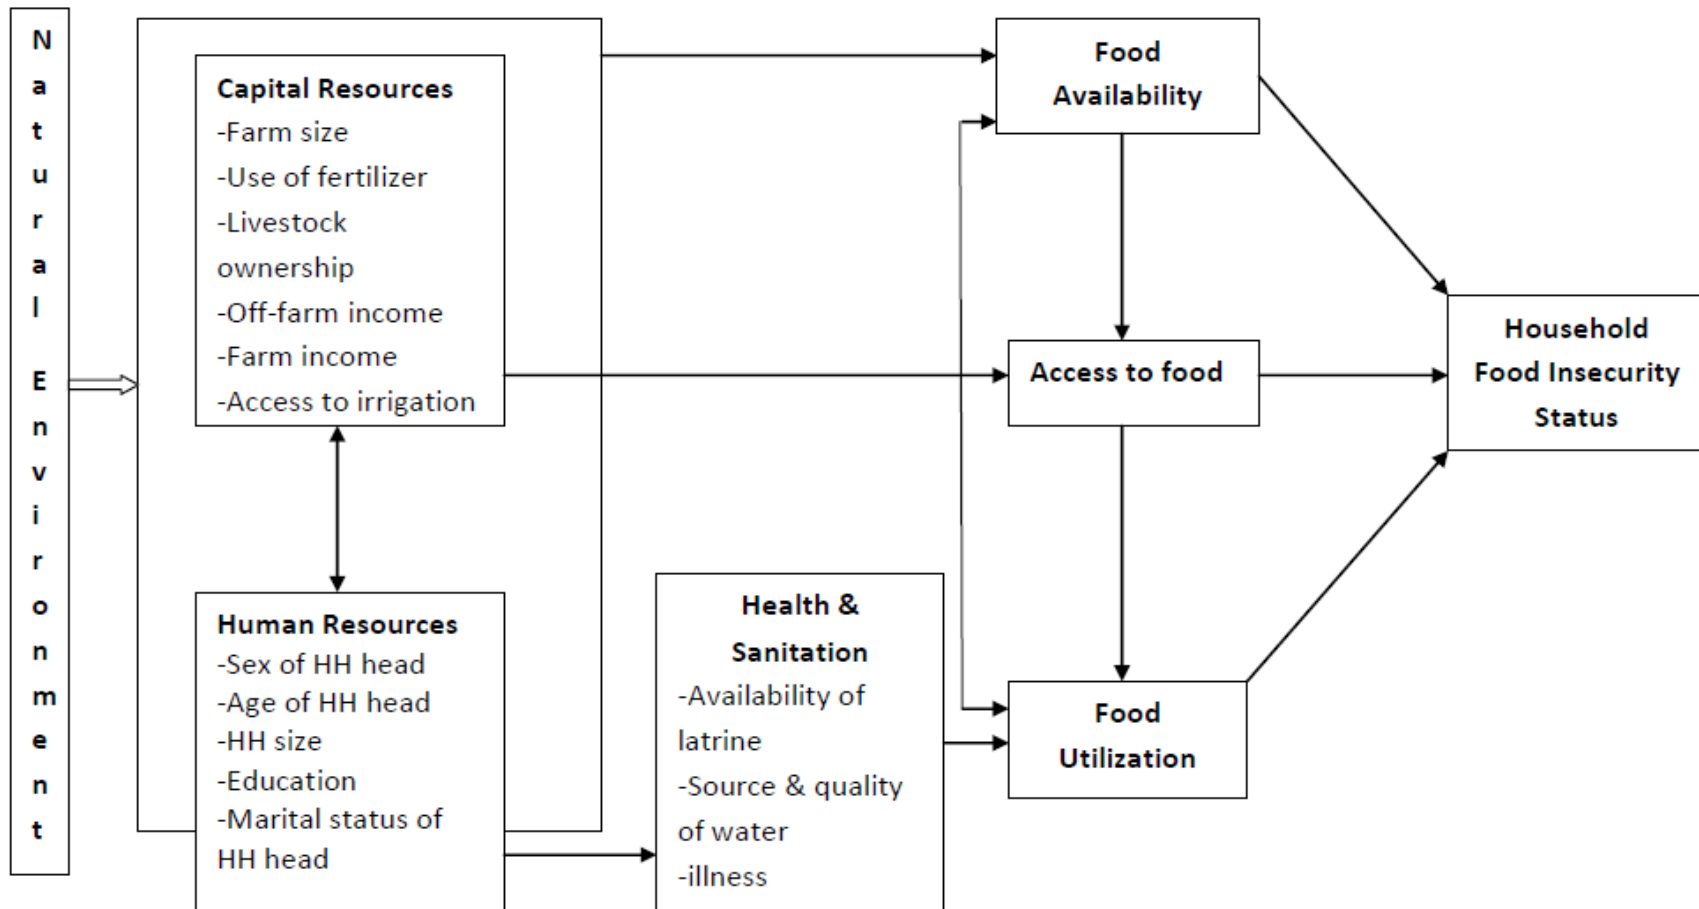 Natural Environment
Capital Resources
-Farm size
-Use of fertilizer
-Livestock
ownership
-Off-farm income
-Farm income
-Access to irrigation
Human Resources
-Sex of HH head
-Age of HH head
-HH size
-Education
-Marital status of
HH head
Health &
Sanitation
-Availability of
latrine
-Source & quality
of water
-illness
Food
Availability
Access to food
Food
Utilization
Household
Food Insecurity
Status